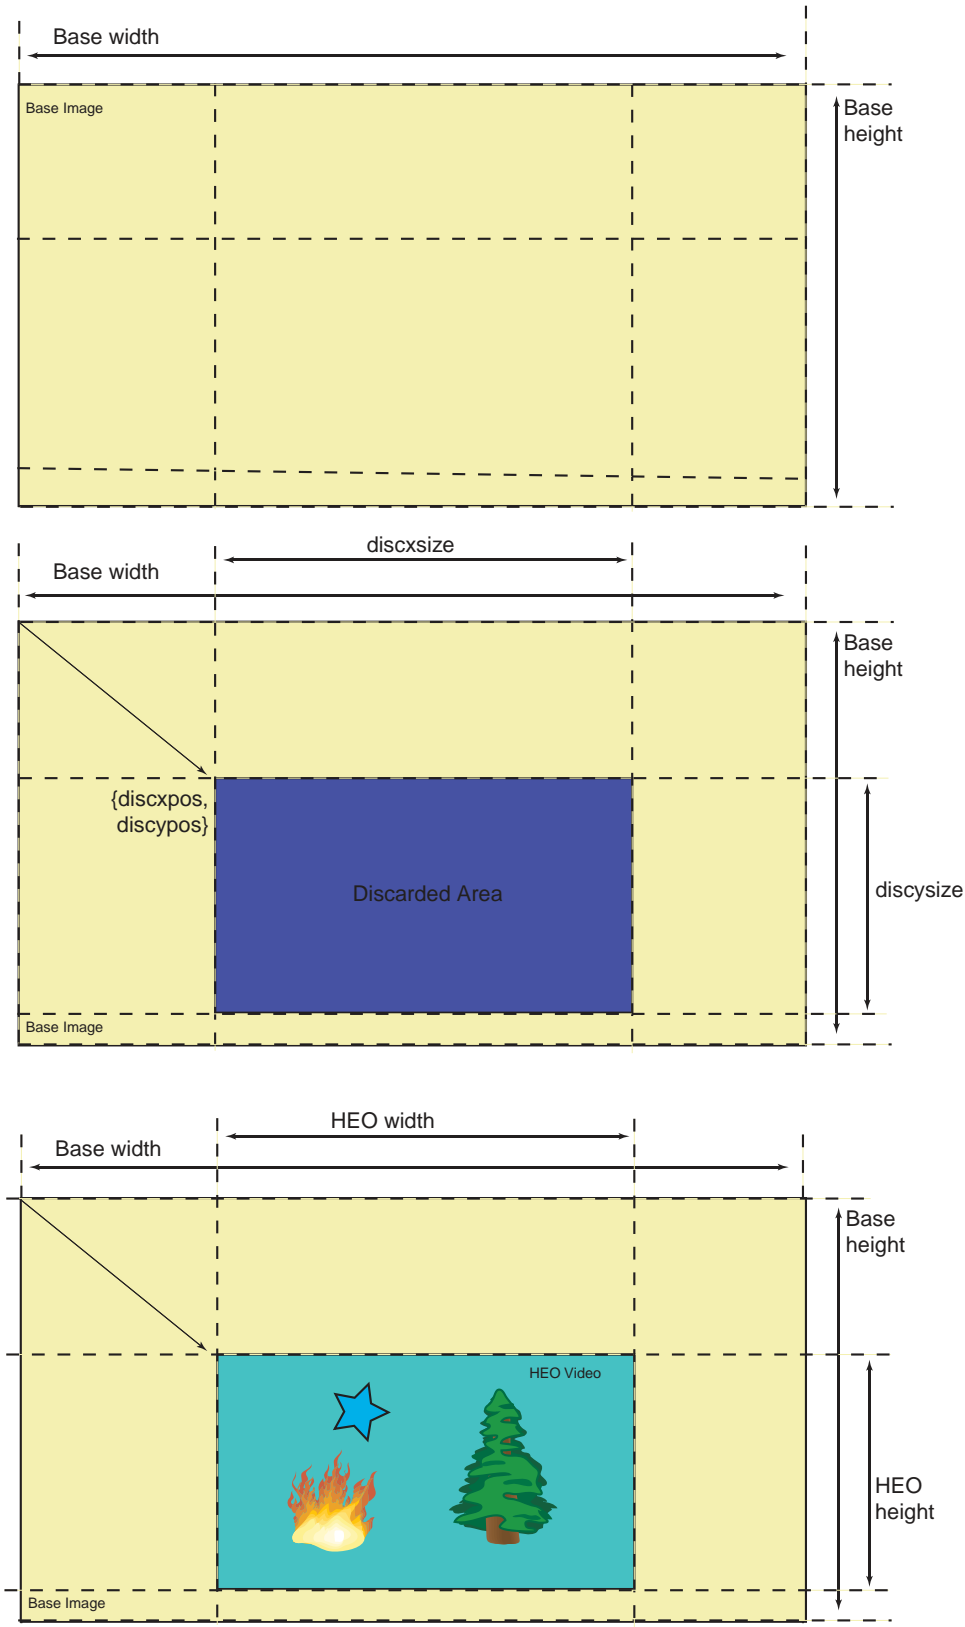 Base width
Base Image
Base
height
discxsize
Base width
Base
height
{discxpos,
discypos}
Discarded Area
discysize
Base Image
HEO width
Base width
Base
height
HEO Video
HEO
height
Base Image